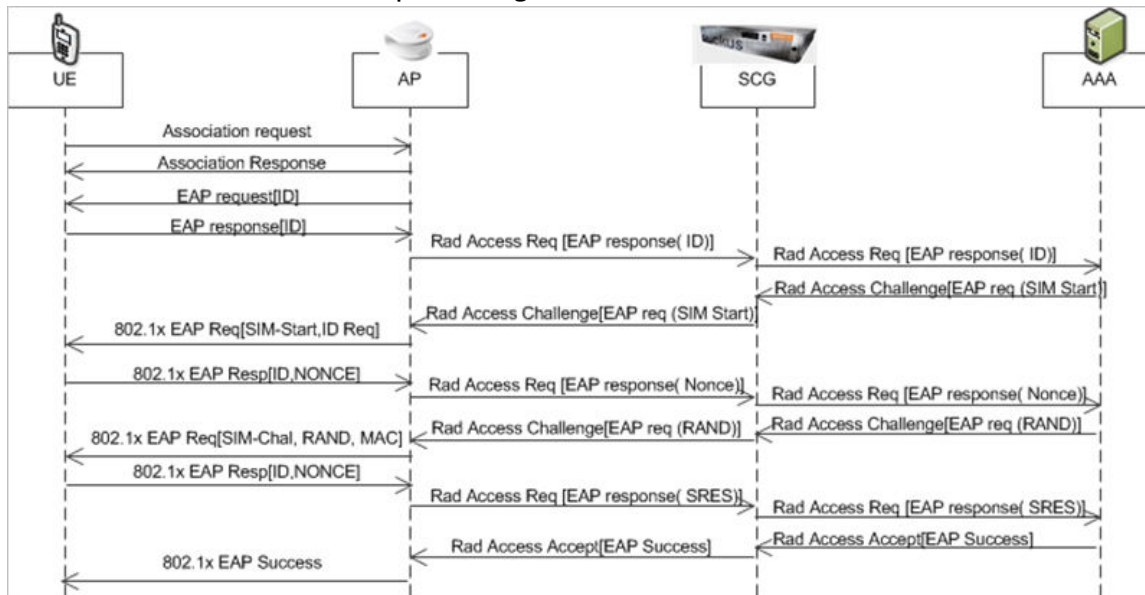 UE
AP
SCG
AAA
Association request
Association Response
EAP request[ID]
EAP response[ID]
Rad Access Req [EAP response( ID)]
Rad Access Req [EAP response( ID)]
Rad Access Challenge[EAP req (SIM Start)]
Rad Access Challenge[EAP req (SIM Start)]
802.1x EAP Req[SIM-Start,ID Req]
802.1x EAP Resp[ID,NONCE]
Rad Access Req [EAP response( Nonce)]
Rad Access Req [EAP response( Nonce)]
Rad Access Challenge[EAP req (RAND)]
Rad Access Challenge[EAP req (RAND)]
802.1x EAP Req[SIM-Chal, RAND, MAC]
802.1x EAP Resp[ID,NONCE]
Rad Access Req [EAP response( SRES)]
Rad Access Req [EAP response( SRES)]
Rad Access Accept[EAP Success]
Rad Access Accept[EAP Success]
802.1x EAP Success